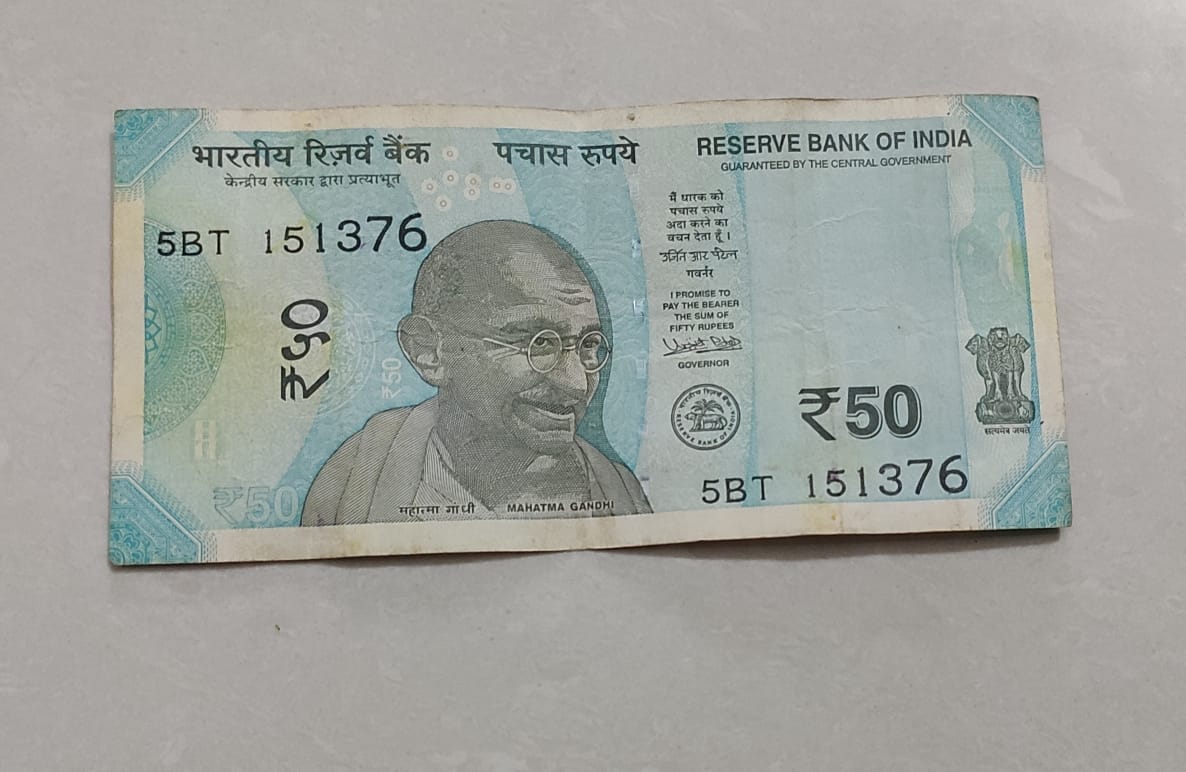 भारतीय रिज़र्व बैंक
केन्द्रीय सरकार द्वारा प्रत्याभूत
पचास रुपये
RESERVE BANK OF INDIA
GUARANTEED BY THE CENTRAL GOVERNMENT
5BT 151376
₹५०
₹50
₹50
महात्मा गांधी
MAHATMA GANDHI
मैं धारक को
पचास रुपये
अदा करने का
वचन देता हूँ ।
उर्जित आर पटेल
गवर्नर
I PROMISE TO
PAY THE BEARER
THE SUM OF
FIFTY RUPEES
GOVERNOR
भारतीय रिज़र्व बैंक
RESERVE BANK OF INDIA
₹50
सत्यमेव जयते
5BT 151376